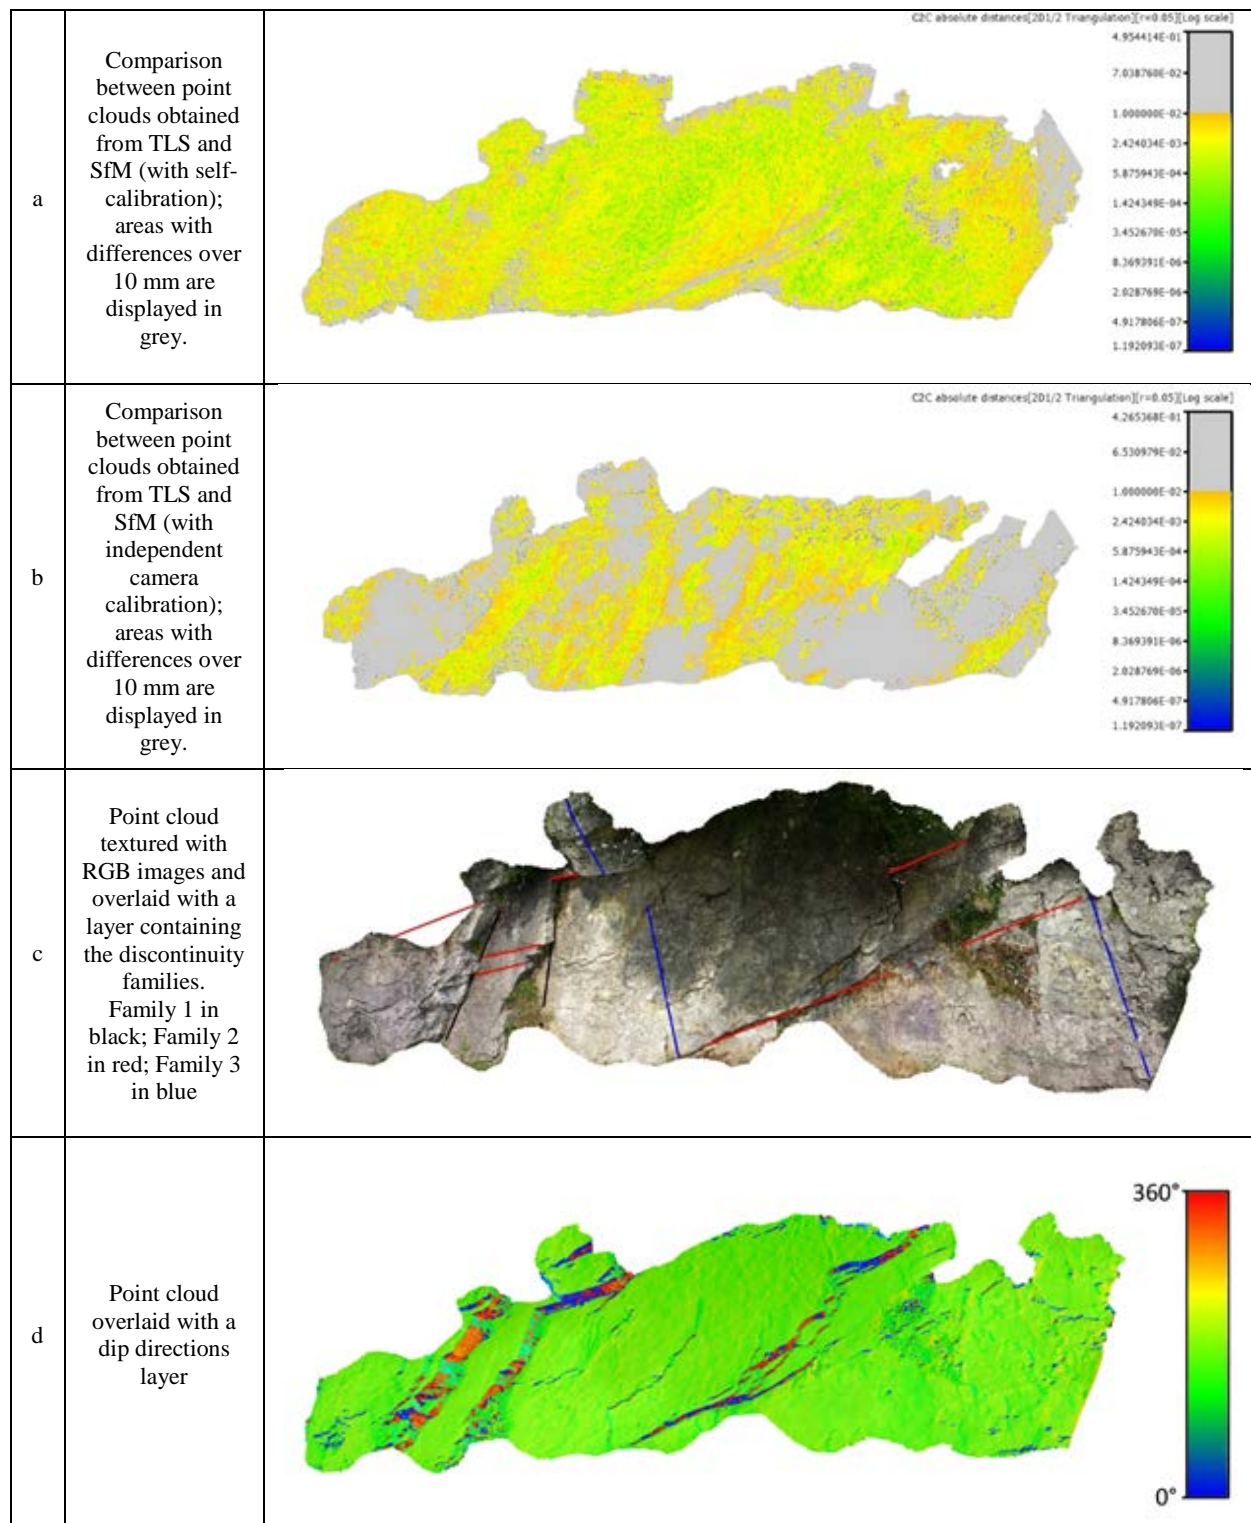 a
Comparison
between point
clouds obtained
from TLS and
SfM (with self-
calibration);
areas with
differences over
10 mm are
displayed in
grey.
C2C absolute distances[2D1/2 Triangulation][r=0.05][Log scale]
4.954414E-01
7.038760E-02
1.000000E-02
2.424034E-03
5.875943E-04
1.424349E-04
3.452670E-05
8.369391E-06
2.028769E-06
4.917806E-07
1.192093E-07
b
Comparison
between point
clouds obtained
from TLS and
SfM (with
independent
camera
calibration);
areas with
differences over
10 mm are
displayed in
grey.
C2C absolute distances[2D1/2 Triangulation][r=0.05][Log scale]
4.265368E-01
6.530979E-02
1.000000E-02
2.424034E-03
5.875943E-04
1.424349E-04
3.452670E-05
8.369391E-06
2.028769E-06
4.917806E-07
1.192093E-07
c
Point cloud
textured with
RGB images and
overlaid with a
layer containing
the discontinuity
families.
Family 1 in
black; Family 2
in red; Family 3
in blue
d
Point cloud
overlaid with a
dip directions
layer
360°
0°